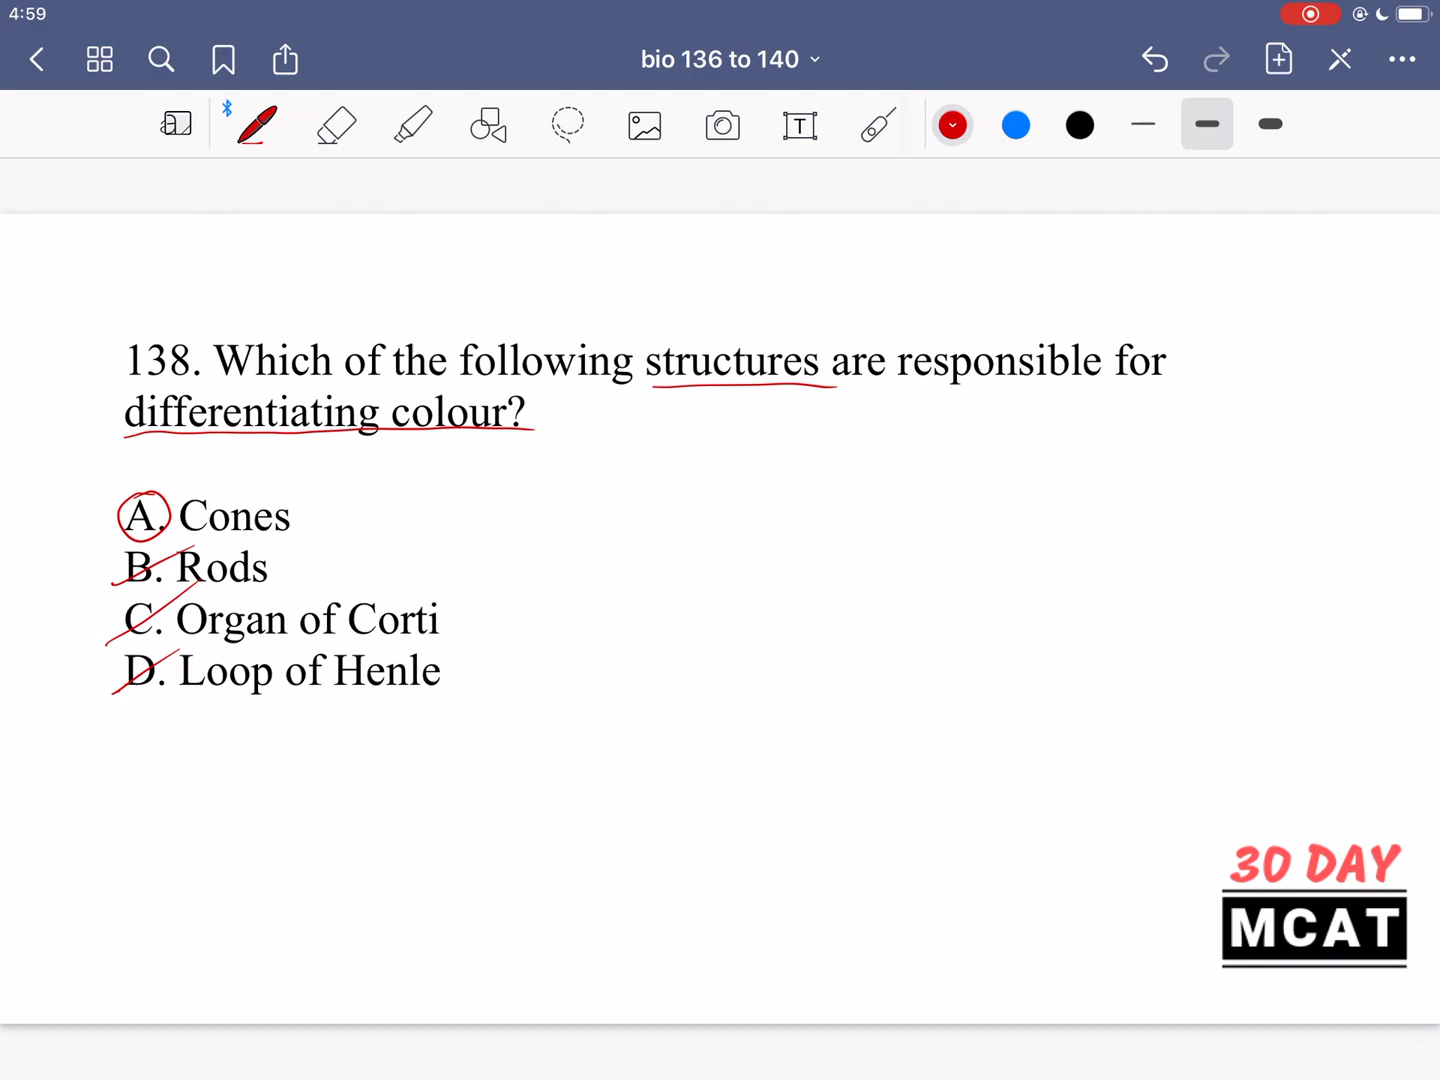 4:59
bio 136 to 140
T
138. Which of the following structures are responsible for
differentiating colour?
A. Cones
B. Rods
C. Organ of Corti
D. Loop of Henle
30 DAY
MCAT